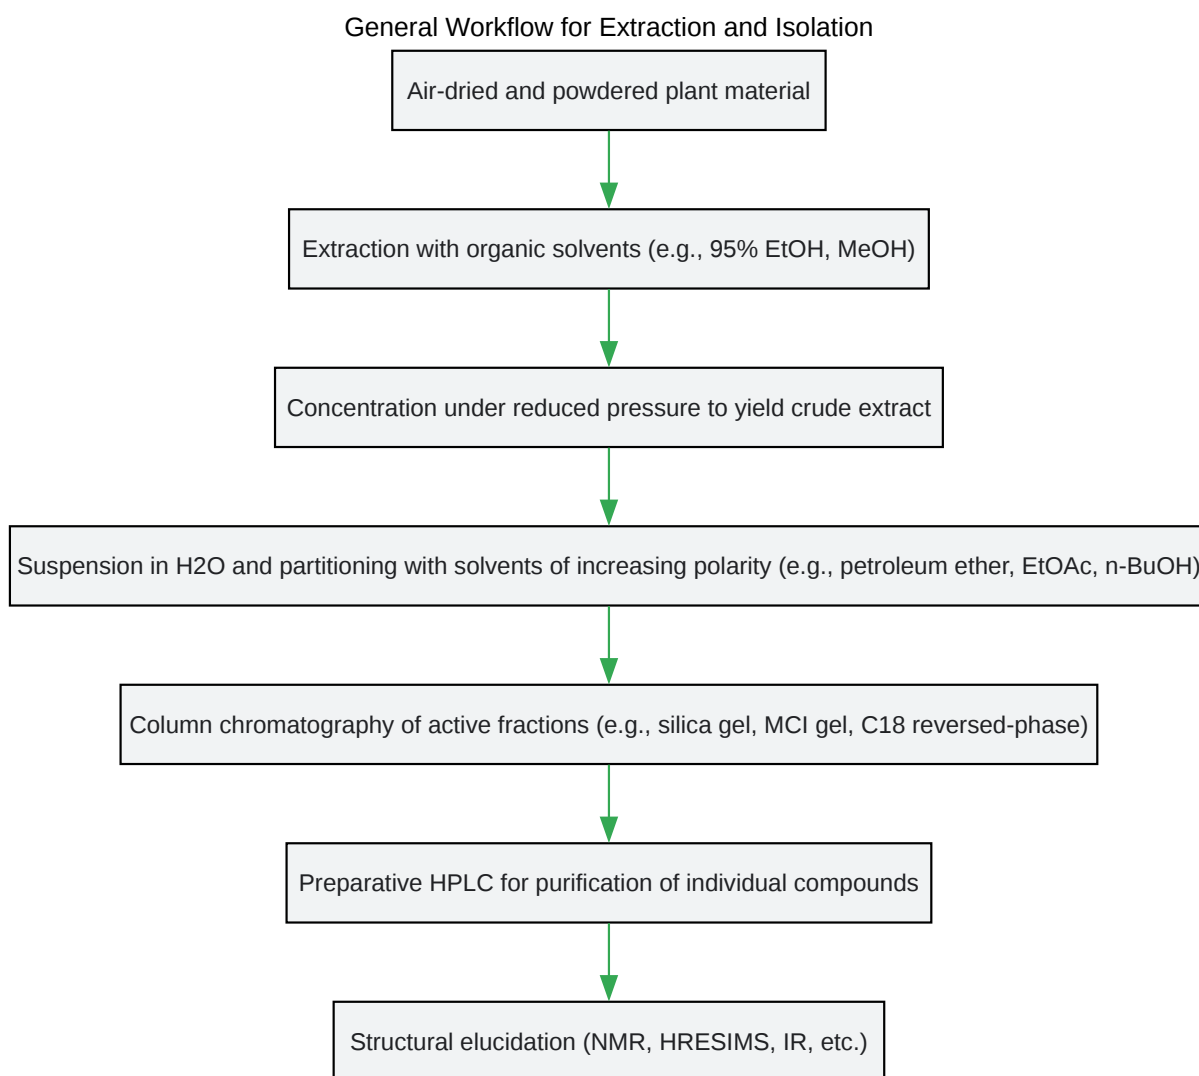 General Workflow for Extraction and Isolation
Air-dried and powdered plant material
Extraction with organic solvents (e.g., 95% EtOH, MeOH)
Concentration under reduced pressure to yield crude extract
Suspension in H2O and partitioning with solvents of increasing polarity (e.g., petroleum ether, EtOAc, n-BuOH)
Column chromatography of active fractions (e.g., silica gel, MCI gel, C18 reversed-phase)
Preparative HPLC for purification of individual compounds
Structural elucidation (NMR, HRESIMS, IR, etc.)